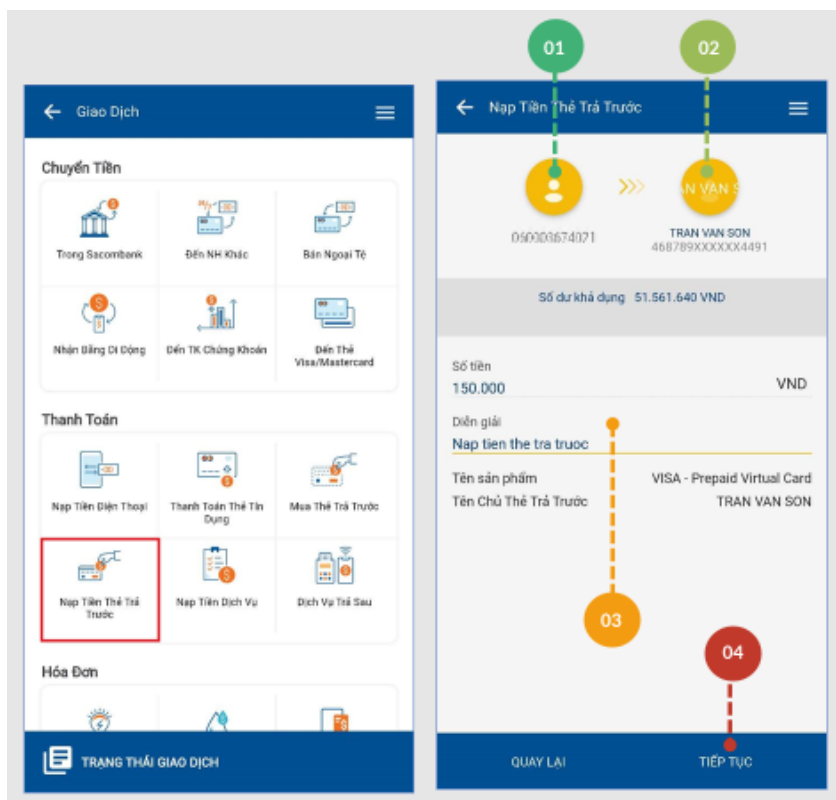 01
02
Giao Dịch
Chuyển Tiền
Trong Sacombank
Đến NH Khác
Bán Ngoại Tệ
Nhận Bằng Di Động
Đến TK Chứng Khoán
Đến Thẻ
Visa/Mastercard
Thanh Toán
Nạp Tiền Điện Thoại
Thanh Toán Thẻ Tín
Dụng
Mua Thẻ Trả Trước
Nạp Tiền Thẻ Trả
Trước
Nạp Tiền Dịch Vụ
Dịch Vụ Trả Sau
Hóa Đơn
TRẠNG THÁI GIAO DỊCH
Nạp Tiền Thẻ Trả Trước
N VAN S
TRAN VAN SON
468789XXXXXX4491
Số dư khả dụng 51.561.640 VND
Số tiền
150.000 VND
Diễn giải
Nap tien the tra truoc
Tên sản phẩm VISA - Prepaid Virtual Card
Tên Chủ Thẻ Trả Trước TRAN VAN SON
03
04
QUAY LẠI
TIẾP TỤC